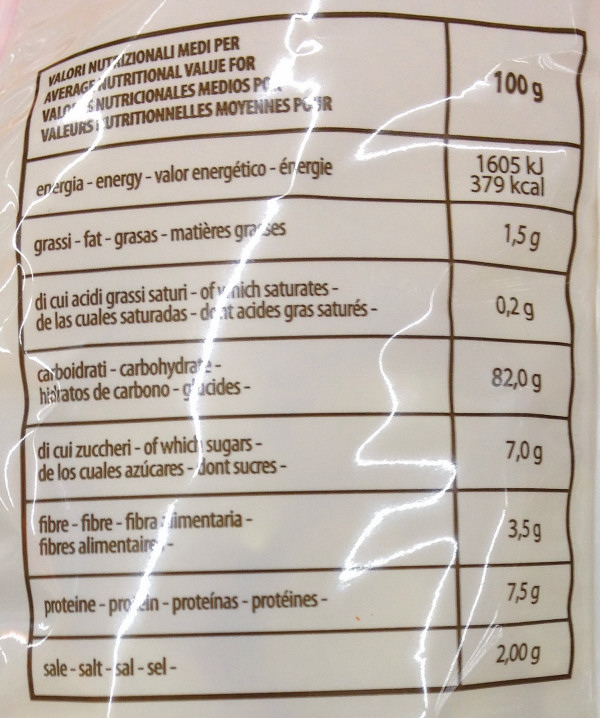 VALORI NUTRIZIONALI MEDI PER
AVERAGE NUTRITIONAL VALUE FOR
VALORES NUTRICIONALES MEDIOS POR
VALEURS NUTRITIONNELLES MOYENNES POUR
100 g
energia - energy - valor energético - énergie
1605 kJ
379 kcal
grassi - fat - grasas - matières grasses
1,5 g
di cui acidi grassi saturi - of which saturates -
de las cuales saturadas - dont acides gras saturés -
0,2 g
carboidrati - carbohydrate -
hidratos de carbono - glucides -
82,0 g
di cui zuccheri - of which sugars -
de los cuales azúcares - dont sucres -
7,0 g
fibre - fibre - fibra alimentaria -
fibres alimentaires -
3,5 g
proteine - protein - proteínas - protéines -
7,5 g
sale - salt - sal - sel -
2,00 g